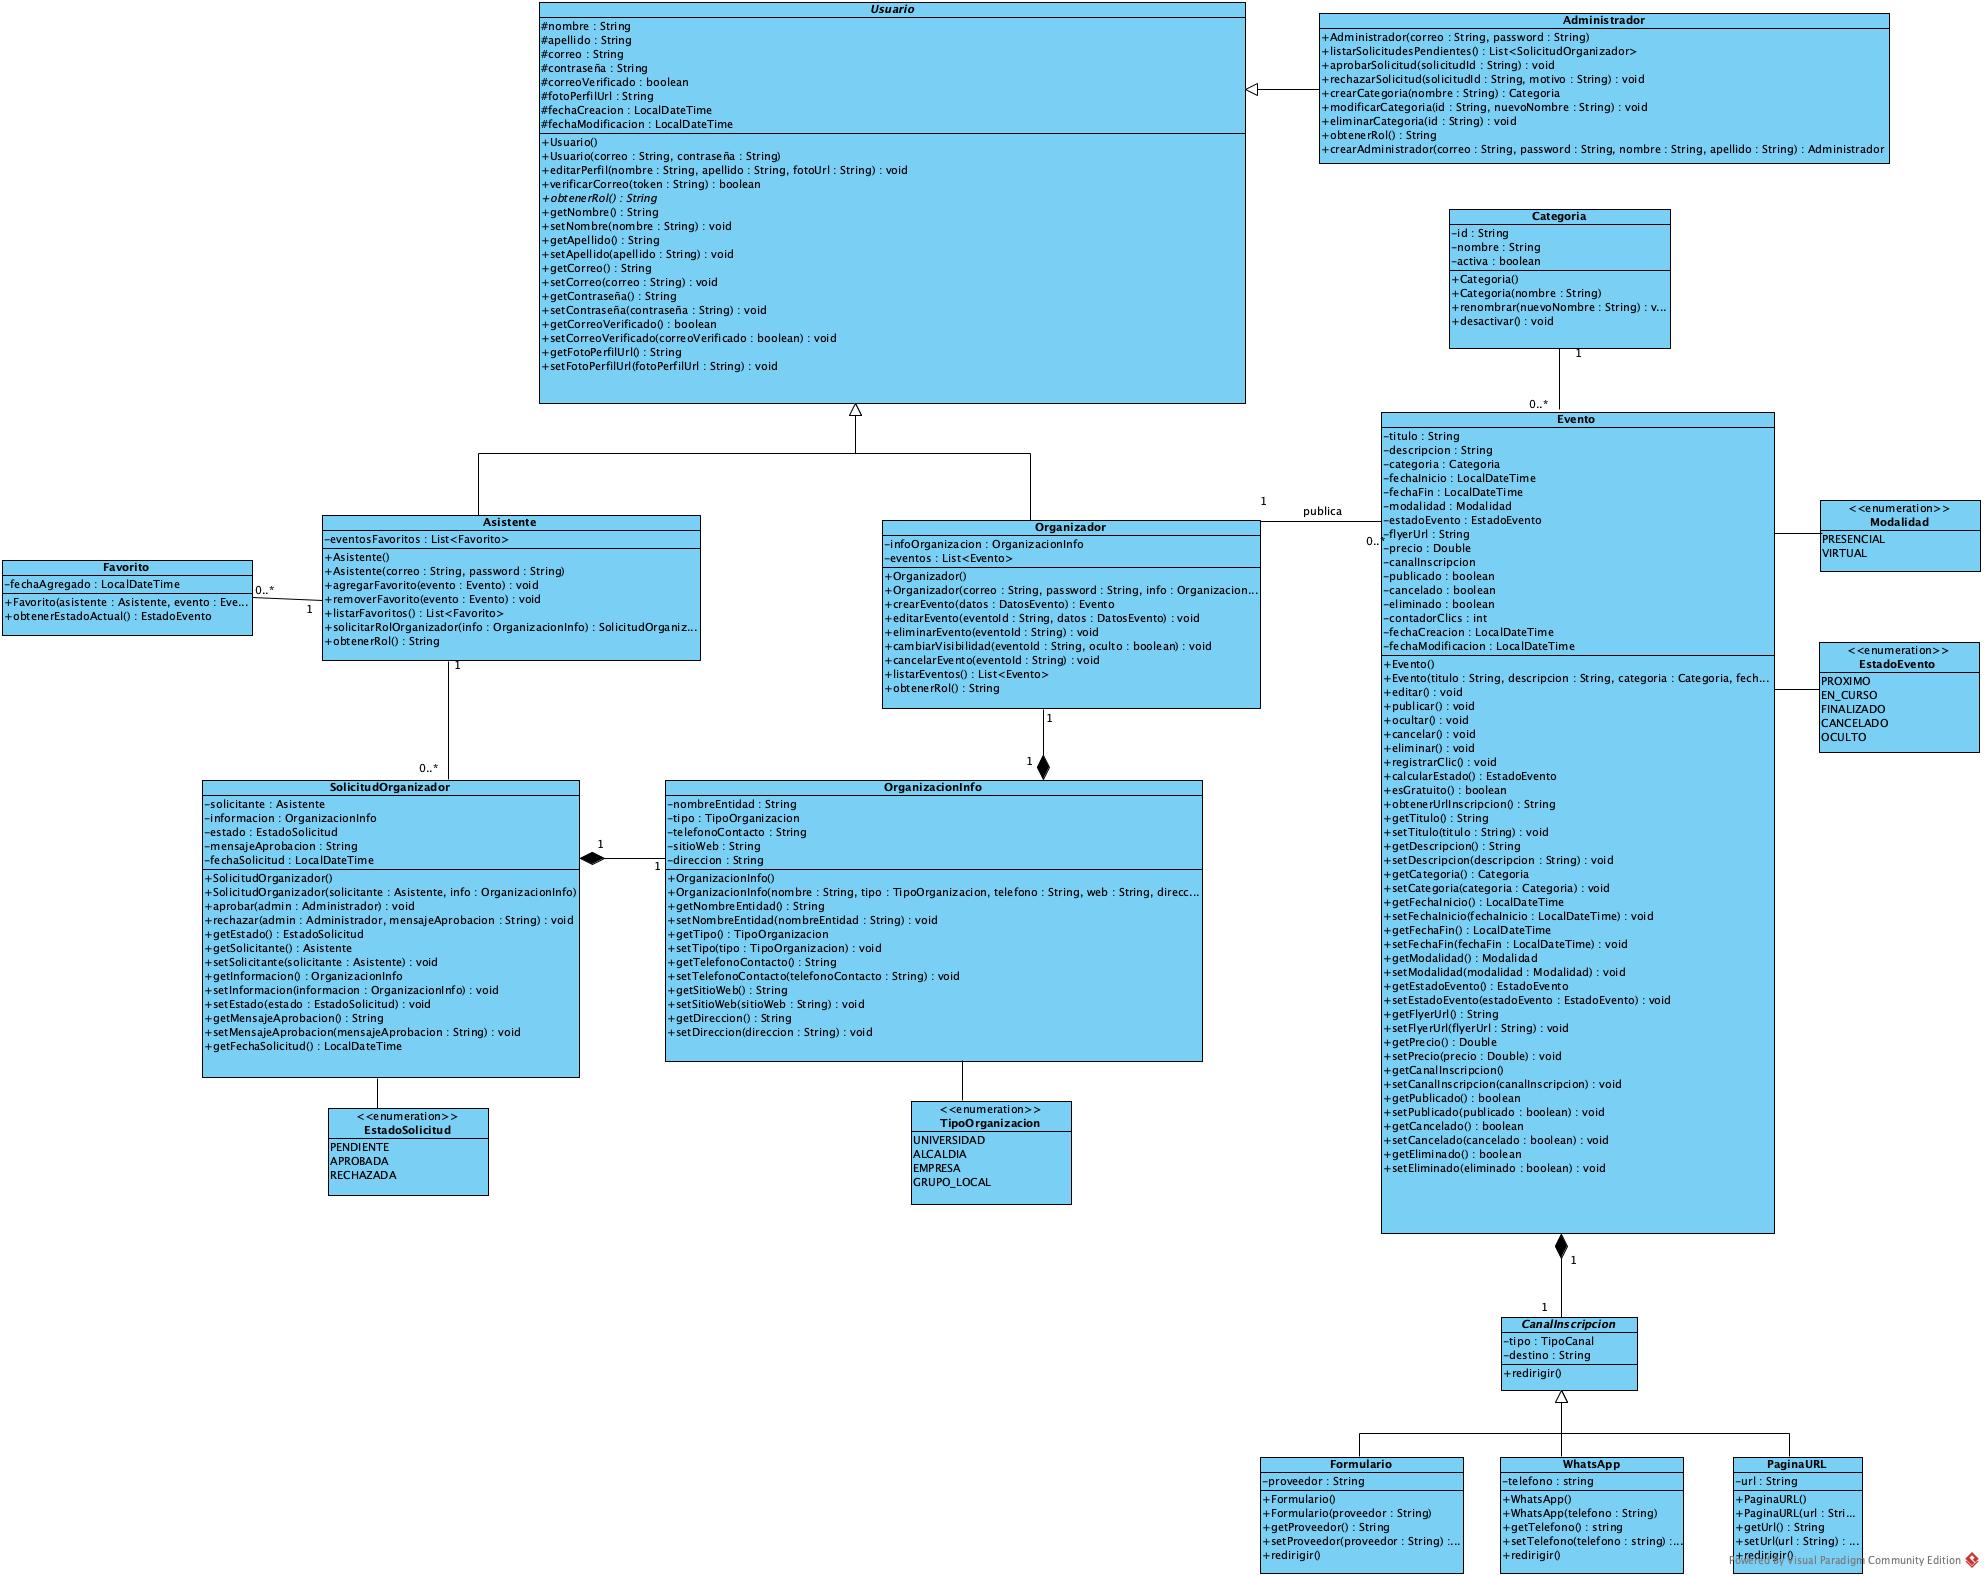 Usuario
#nombre : String
#apellido : String
#correo : String
#contraseña : String
#correoVerificado : boolean
#fotoPerfilUrl : String
#fechaCreacion : LocalDateTime
#fechaModificacion : LocalDateTime
+Usuario()
+Usuario(correo : String, contraseña : String)
+editarPerfil(nombre : String, apellido : String, fotoUrl : String) : void
+verificarCorreo(token : String) : boolean
+obtenerRol() : String
+getNombre() : String
+setNombre(nombre : String) : void
+getApellido() : String
+setApellido(apellido : String) : void
+getCorreo() : String
+setCorreo(correo : String) : void
+getContraseña() : String
+setContraseña(contraseña : String) : void
+getCorreoVerificado() : boolean
+setCorreoVerificado(correoVerificado : boolean) : void
+getFotoPerfilUrl() : String
+setFotoPerfilUrl(fotoPerfilUrl : String) : void
Administrador
+Administrador(correo : String, password : String)
+listarSolicitudesPendientes() : List<SolicitudOrganizador>
+aprobarSolicitud(solicitudId : String) : void
+rechazarSolicitud(solicitudId : String, motivo : String) : void
+crearCategoria(nombre : String) : Categoria
+modificarCategoria(id : String, nuevoNombre : String) : void
+eliminarCategoria(id : String) : void
+obtenerRol() : String
+crearAdministrador(correo : String, password : String, nombre : String, apellido : String) : Administrador
Categoria
-id : String
-nombre : String
-activa : boolean
+Categoria()
+Categoria(nombre : String)
+renombrar(nuevoNombre : String) : v...
+desactivar() : void
1
0..*
Evento
-titulo : String
-descripcion : String
-categoria : Categoria
-fechaInicio : LocalDateTime
-fechaFin : LocalDateTime
-modalidad : Modalidad
-estadoEvento : EstadoEvento
-flyerUrl : String
-precio : Double
-canalInscripcion
-publicado : boolean
-cancelado : boolean
-eliminado : boolean
-contadorClics : int
-fechaCreacion : LocalDateTime
-fechaModificacion : LocalDateTime
+Evento()
+Evento(titulo : String, descripcion : String, categoria : Categoria, fech...
+editar() : void
+publicar() : void
+ocultar() : void
+cancelar() : void
+eliminar() : void
+registrarClic() : void
+calcularEstado() : EstadoEvento
+esGratuito() : boolean
+obtenerUrlInscripcion() : String
+getTitulo() : String
+setTitulo(titulo : String) : void
+getDescripcion() : String
+setDescripcion(descripcion : String) : void
+getCategoria() : Categoria
+setCategoria(categoria : Categoria) : void
+getFechaInicio() : LocalDateTime
+setFechaInicio(fechaInicio : LocalDateTime) : void
+getFechaFin() : LocalDateTime
+setFechaFin(fechaFin : LocalDateTime) : void
+getModalidad() : Modalidad
+setModalidad(modalidad : Modalidad) : void
+getEstadoEvento() : EstadoEvento
+setEstadoEvento(estadoEvento : EstadoEvento) : void
+getFlyerUrl() : String
+setFlyerUrl(flyerUrl : String) : void
+getPrecio() : Double
+setPrecio(precio : Double) : void
+getCanalInscripcion()
+setCanalInscripcion(canalInscripcion) : void
+getPublicado() : boolean
+setPublicado(publicado : boolean) : void
+getCancelado() : boolean
+setCancelado(cancelado : boolean) : void
+getEliminado() : boolean
+setEliminado(eliminado : boolean) : void
<<enumeration>>
Modalidad
PRESENCIAL
VIRTUAL
<<enumeration>>
EstadoEvento
PROXIMO
EN_CURSO
FINALIZADO
CANCELADO
OCULTO
1
publica
0..*
Favorito
-fechaAgregado : LocalDateTime
+Favorito(asistente : Asistente, evento : Eve...
+obtenerEstadoActual() : EstadoEvento
0..*
1
Asistente
-eventosFavoritos : List<Favorito>
+Asistente()
+Asistente(correo : String, password : String)
+agregarFavorito(evento : Evento) : void
+removerFavorito(evento : Evento) : void
+listarFavoritos() : List<Favorito>
+solicitarRolOrganizador(info : OrganizacionInfo) : SolicitudOrganiz...
+obtenerRol() : String
1
0..*
Organizador
-infoOrganizacion : OrganizacionInfo
-eventos : List<Evento>
+Organizador()
+Organizador(correo : String, password : String, info : Organizacion...
+crearEvento(datos : DatosEvento) : Evento
+editarEvento(eventoId : String, datos : DatosEvento) : void
+eliminarEvento(eventoId : String) : void
+cambiarVisibilidad(eventoId : String, oculto : boolean) : void
+cancelarEvento(eventoId : String) : void
+listarEventos() : List<Evento>
+obtenerRol() : String
1
1
SolicitudOrganizador
-solicitante : Asistente
-informacion : OrganizacionInfo
-estado : EstadoSolicitud
-mensajeAprobacion : String
-fechaSolicitud : LocalDateTime
+SolicitudOrganizador()
+SolicitudOrganizador(solicitante : Asistente, info : OrganizacionInfo)
+aprobar(admin : Administrador) : void
+rechazar(admin : Administrador, mensajeAprobacion : String) : void
+getEstado() : EstadoSolicitud
+getSolicitante() : Asistente
+setSolicitante(solicitante : Asistente) : void
+getInformacion() : OrganizacionInfo
+setInformacion(informacion : OrganizacionInfo) : void
+setEstado(estado : EstadoSolicitud) : void
+getMensajeAprobacion() : String
+setMensajeAprobacion(mensajeAprobacion : String) : void
+getFechaSolicitud() : LocalDateTime
1
1
OrganizacionInfo
-nombreEntidad : String
-tipo : TipoOrganizacion
-telefonoContacto : String
-sitioWeb : String
-direccion : String
+OrganizacionInfo()
+OrganizacionInfo(nombre : String, tipo : TipoOrganizacion, telefono : String, web : String, direcc...
+getNombreEntidad() : String
+setNombreEntidad(nombreEntidad : String) : void
+getTipo() : TipoOrganizacion
+setTipo(tipo : TipoOrganizacion) : void
+getTelefonoContacto() : String
+setTelefonoContacto(telefonoContacto : String) : void
+getSitioWeb() : String
+setSitioWeb(sitioWeb : String) : void
+getDireccion() : String
+setDireccion(direccion : String) : void
<<enumeration>>
EstadoSolicitud
PENDIENTE
APROBADA
RECHAZADA
<<enumeration>>
TipoOrganizacion
UNIVERSIDAD
ALCALDIA
EMPRESA
GRUPO_LOCAL
1
1
CanalInscripcion
-tipo : TipoCanal
-destino : String
+redirigir()
Formulario
-proveedor : String
+Formulario()
+Formulario(proveedor : String)
+getProveedor() : String
+setProveedor(proveedor : String) :...
+redirigir()
WhatsApp
-telefono : string
+WhatsApp()
+WhatsApp(telefono : String)
+getTelefono() : string
+setTelefono(telefono : string) :...
+redirigir()
PaginaURL
-url : String
+PaginaURL()
+PaginaURL(url : Stri...
+getUrl() : String
+setUrl(url : String) : ...
+redirigir()
Powered by Visual Paradigm Community Edition